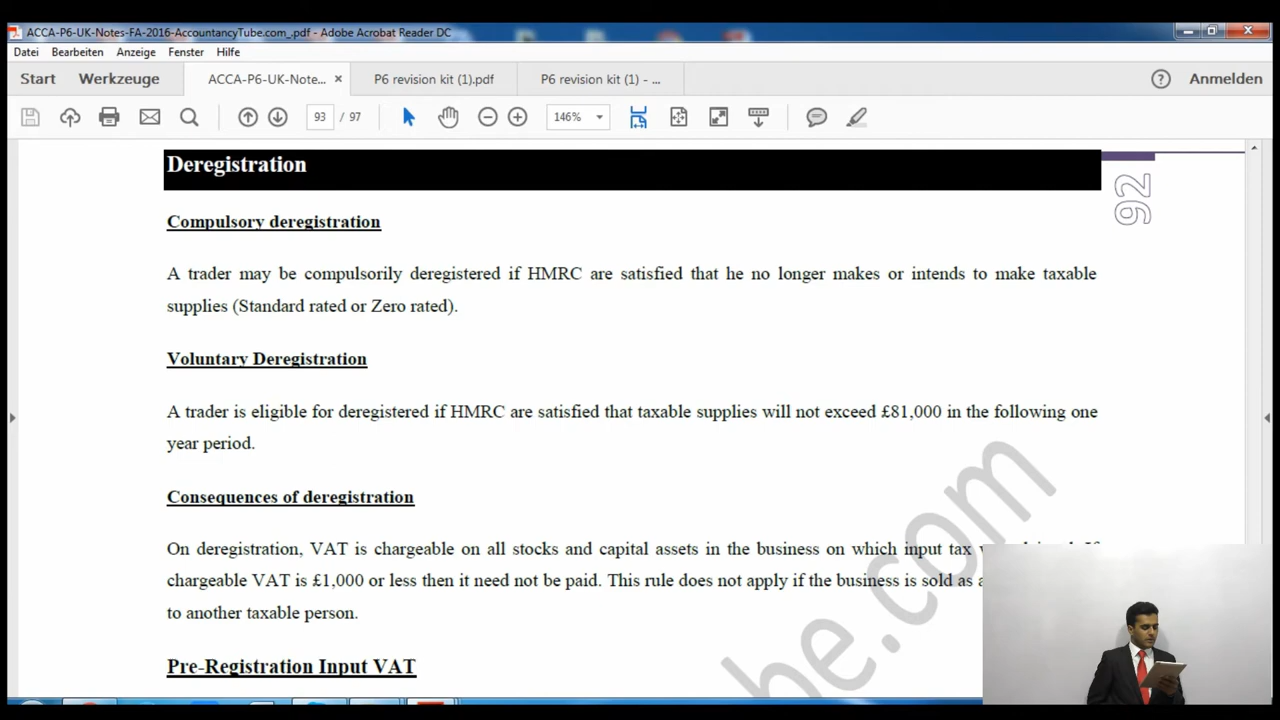 ACCA-P6-UK-Notes-FA-2016-AccountancyTube.com_.pdf - Adobe Acrobat Reader DC
Datei Bearbeiten Anzeige Fenster Hilfe
Start Werkzeuge ACCA-P6-UK-Note... × P6 revision kit (1).pdf P6 revision kit (1) - ... ? Anmelden
93 / 97 146%
Deregistration
92
Compulsory deregistration
A trader may be compulsorily deregistered if HMRC are satisfied that he no longer makes or intends to make taxable
supplies (Standard rated or Zero rated).
Voluntary Deregistration
A trader is eligible for deregistered if HMRC are satisfied that taxable supplies will not exceed £81,000 in the following one
year period.
Consequences of deregistration
On deregistration, VAT is chargeable on all stocks and capital assets in the business on which input tax
chargeable VAT is £1,000 or less then it need not be paid. This rule does not apply if the business is sold as a
to another taxable person.
Pre-Registration Input VAT
he.com